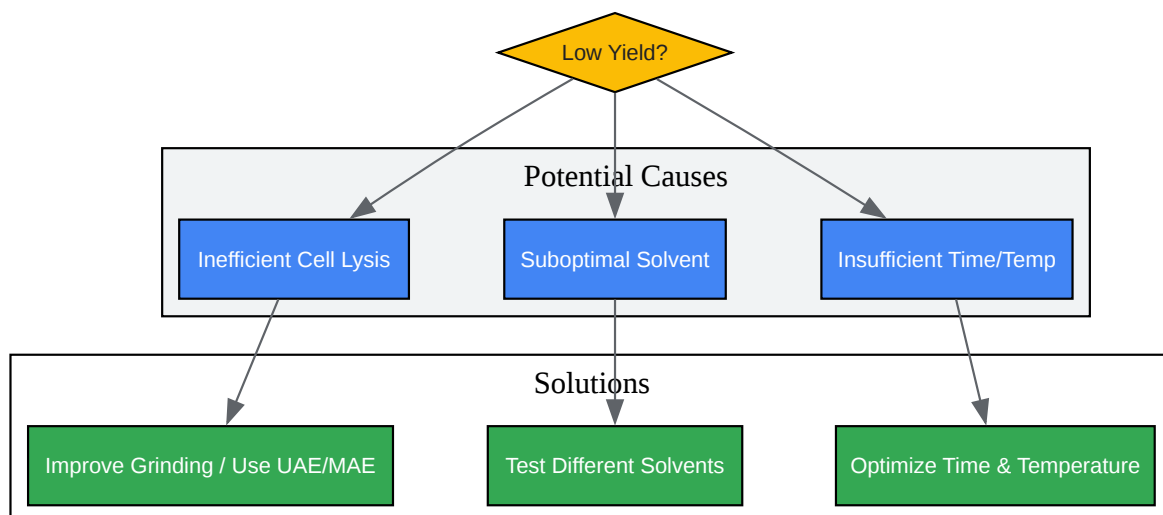 Low Yield?
Potential Causes
Inefficient Cell Lysis
Suboptimal Solvent
Insufficient Time/Temp
Solutions
Improve Grinding / Use UAE/MAE
Test Different Solvents
Optimize Time & Temperature